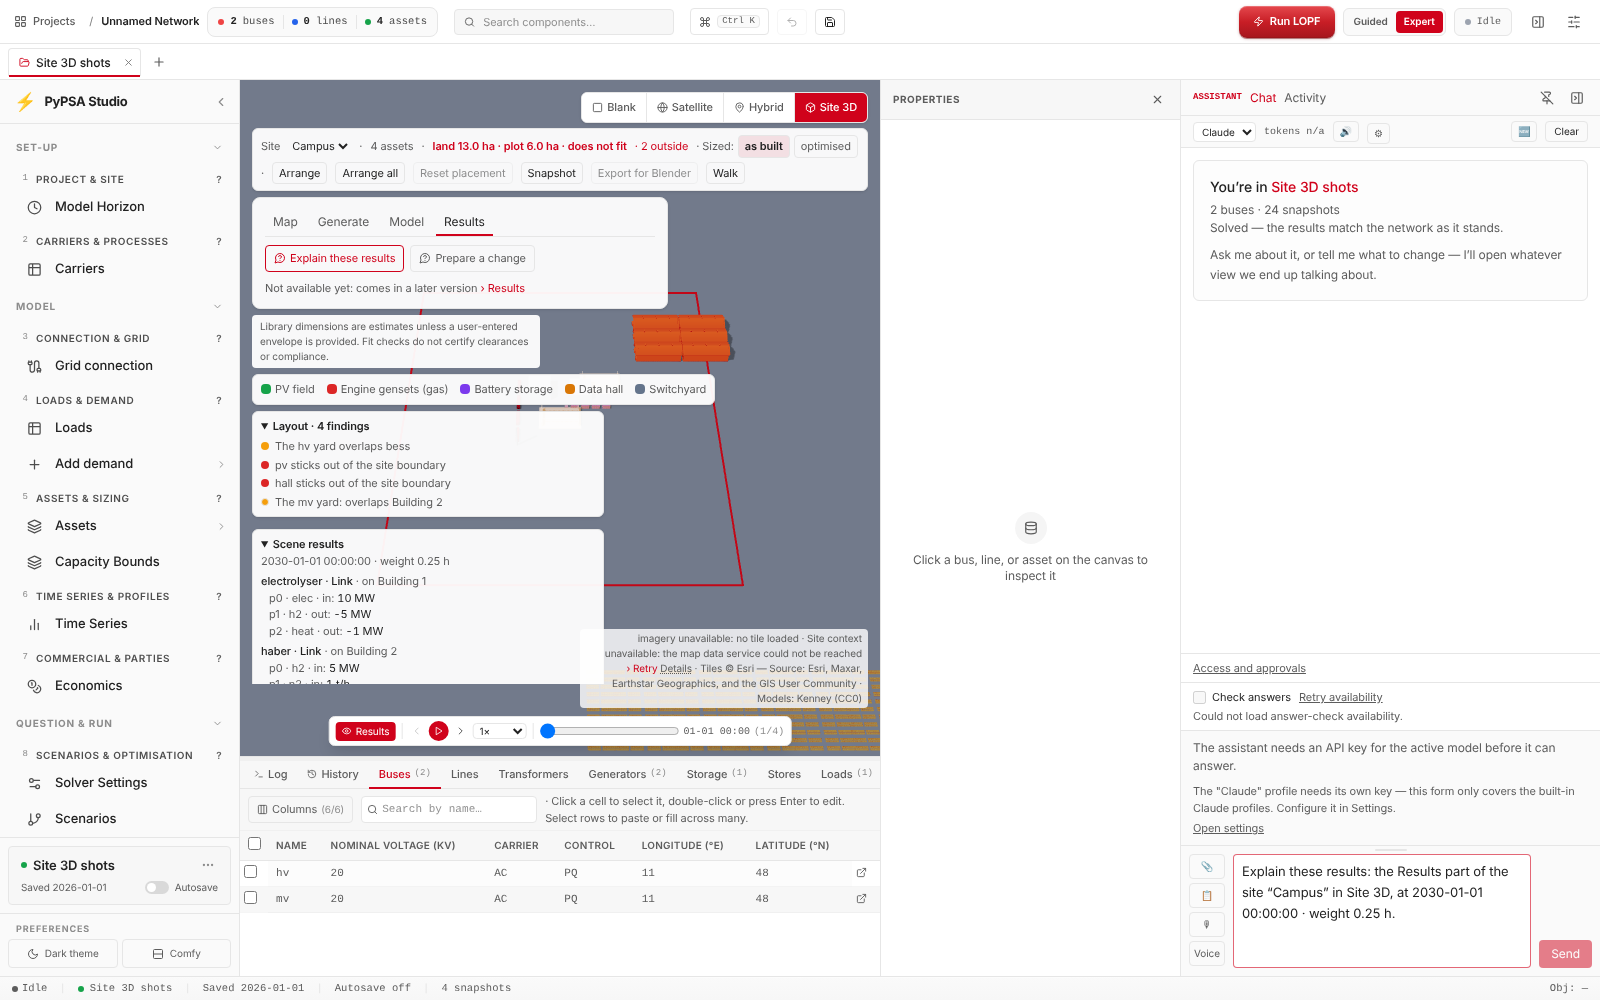 Projects / Unnamed Network
2 buses 0 lines 4 assets
Search components...
⌘ Ctrl K
Run LOPF
Guided Expert
Idle
Site 3D shots × +
PyPSA Studio
SET-UP
1 PROJECT & SITE ?
Model Horizon
2 CARRIERS & PROCESSES ?
Carriers
MODEL
3 CONNECTION & GRID ?
Grid connection
4 LOADS & DEMAND ?
Loads
Add demand
5 ASSETS & SIZING ?
Assets
Capacity Bounds
6 TIME SERIES & PROFILES ?
Time Series
7 COMMERCIAL & PARTIES ?
Economics
QUESTION & RUN
8 SCENARIOS & OPTIMISATION ?
Solver Settings
Scenarios
Site 3D shots ...
Saved 2026-01-01 Autosave
PREFERENCES
Dark theme Comfy
Blank Satellite Hybrid Site 3D
Site Campus · 4 assets · land 13.0 ha · plot 6.0 ha · does not fit · 2 outside · Sized: as built optimised
· Arrange Arrange all Reset placement Snapshot Export for Blender Walk
Map Generate Model Results
Explain these results Prepare a change
Not available yet: comes in a later version › Results
Library dimensions are estimates unless a user-entered
envelope is provided. Fit checks do not certify clearances
or compliance.
PV field Engine gensets (gas) Battery storage Data hall Switchyard
▼ Layout · 4 findings
The hv yard overlaps bess
pv sticks out of the site boundary
hall sticks out of the site boundary
The mv yard: overlaps Building 2
▼ Scene results
2030-01-01 00:00:00 · weight 0.25 h
electrolyser · Link · on Building 1
p0 · elec · in: 10 MW
p1 · h2 · out: -5 MW
p2 · heat · out: -1 MW
haber · Link · on Building 2
p0 · h2 · in: 5 MW
p1 · n2 · in: 1 t/h
imagery unavailable: no tile loaded · Site context
unavailable: the map data service could not be reached
› Retry Details · Tiles © Esri — Source: Esri, Maxar,
Earthstar Geographics, and the GIS User Community ·
Models: Kenney (CC0)
Results 1× 01-01 00:00 (1/4)
Log History Buses (2) Lines Transformers Generators (2) Storage (1) Stores Loads (1)
Columns (6/6) Search by name… · Click a cell to select it, double-click or press Enter to edit.
Select rows to paste or fill across many.
NAME NOMINAL VOLTAGE (KV) CARRIER CONTROL LONGITUDE (°E) LATITUDE (°N)
hv 20 AC PQ 11 48
mv 20 AC PQ 11 48
PROPERTIES
Click a bus, line, or asset on the canvas to
inspect it
ASSISTANT Chat Activity
Claude tokens n/a Clear
You're in Site 3D shots
2 buses · 24 snapshots
Solved — the results match the network as it stands.
Ask me about it, or tell me what to change — I'll open whatever
view we end up talking about.
Access and approvals
Check answers Retry availability
Could not load answer-check availability.
The assistant needs an API key for the active model before it can
answer.
The "Claude" profile needs its own key — this form only covers the built-in
Claude profiles. Configure it in Settings.
Open settings
Explain these results: the Results part of the
site “Campus” in Site 3D, at 2030-01-01
00:00:00 · weight 0.25 h.
Voice
Send
Idle Site 3D shots Saved 2026-01-01 Autosave off 4 snapshots Obj: —